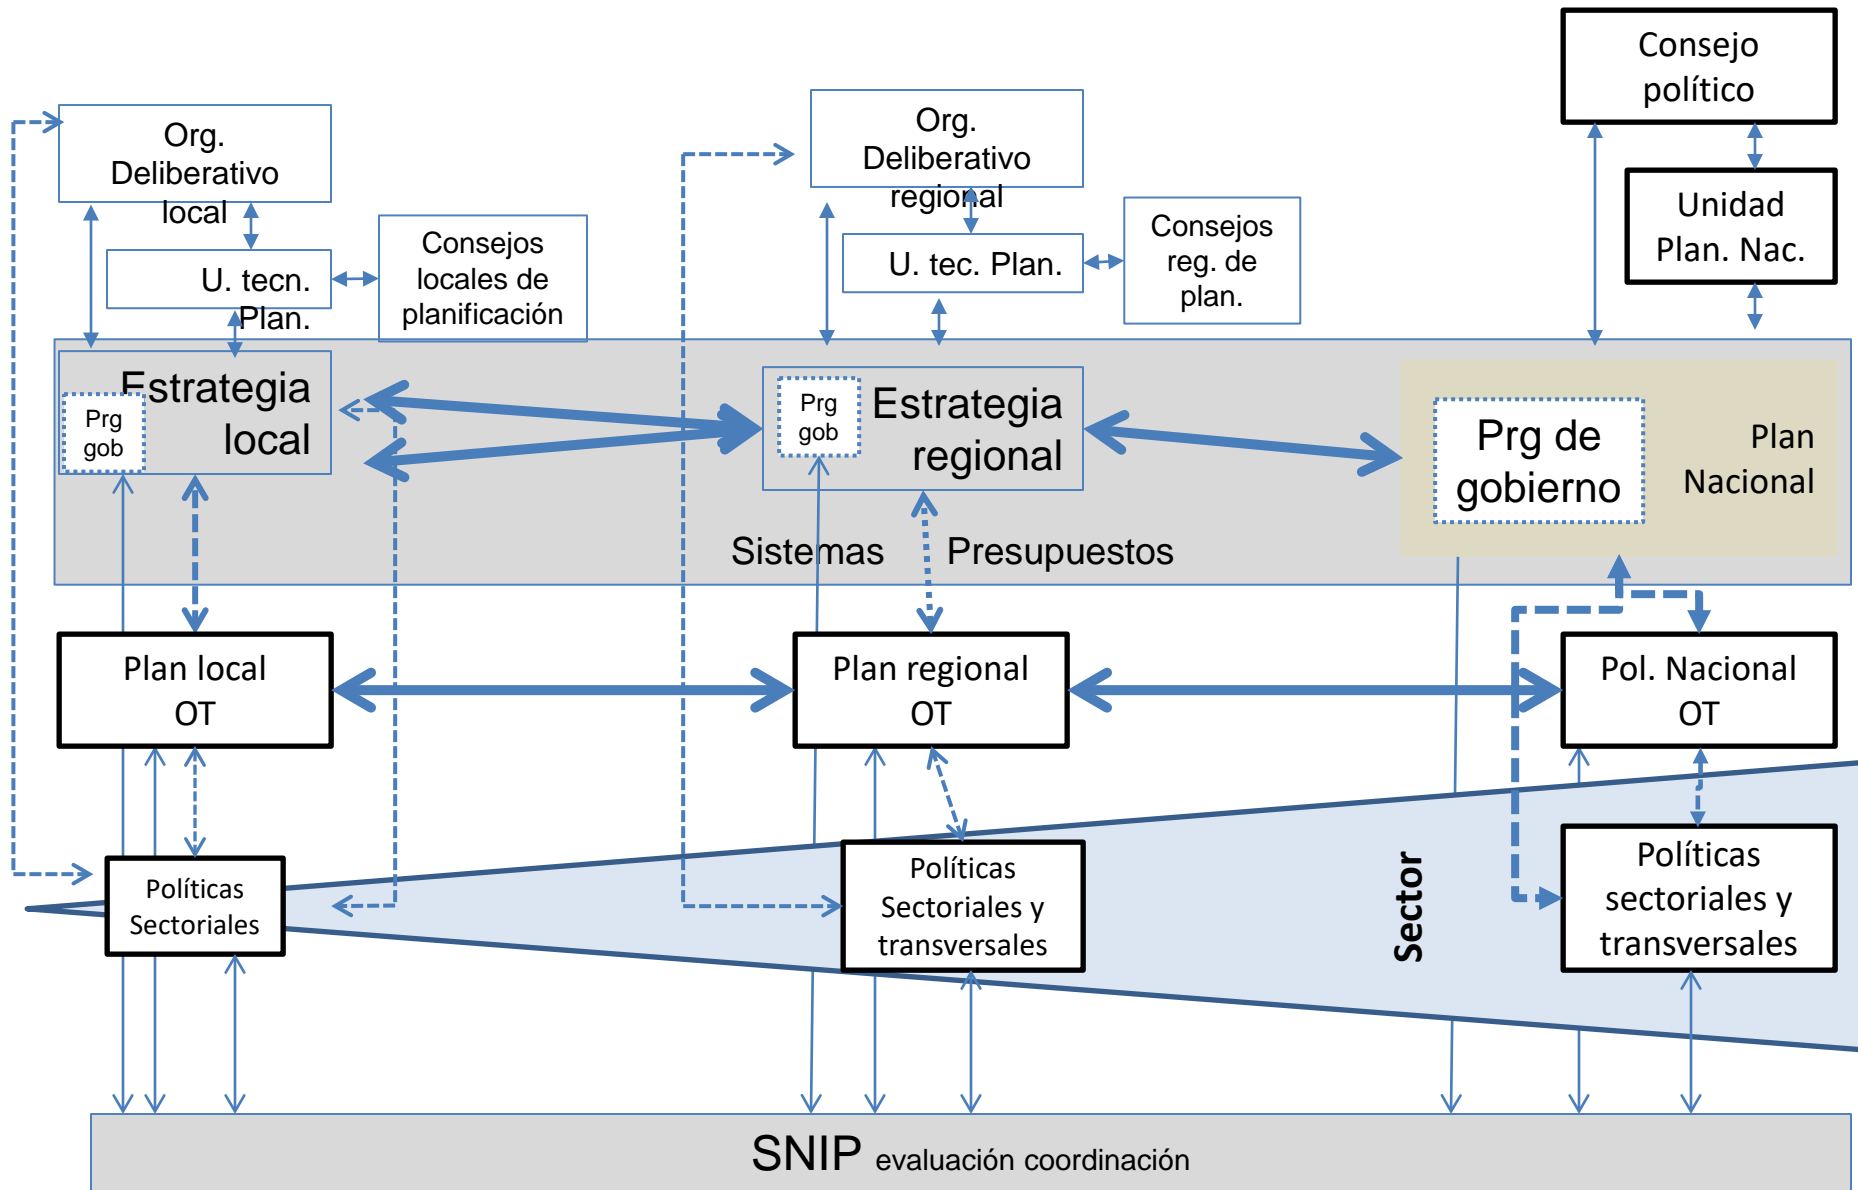 Consejo
político
Org.
Deliberativo
local
Org.
Deliberativo
regional
Unidad
Plan. Nac.
U. tecn.
Plan.
Consejos
locales de
planificación
U. tec. Plan.
Consejos
reg. de
plan.
Estrategia
local
Prg
gob
Estrategia
regional
Prg
gob
Prg de
gobierno
Plan
Nacional
Sistemas Presupuestos
Plan local
OT
Plan regional
OT
Pol. Nacional
OT
Políticas
Sectoriales
Políticas
Sectoriales y
transversales
Sector
Políticas
sectoriales y
transversales
SNIP evaluación coordinación